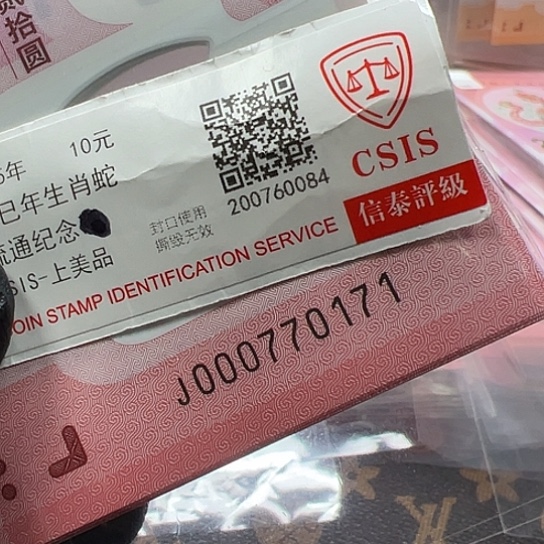 贰拾圆
5年 10元
巳年生肖蛇
流通纪念
SIS-上美品
封口使用
撕毁无效
200760084
CSIS
信泰評級
OIN STAMP IDENTIFICATION SERVICE
J000770171